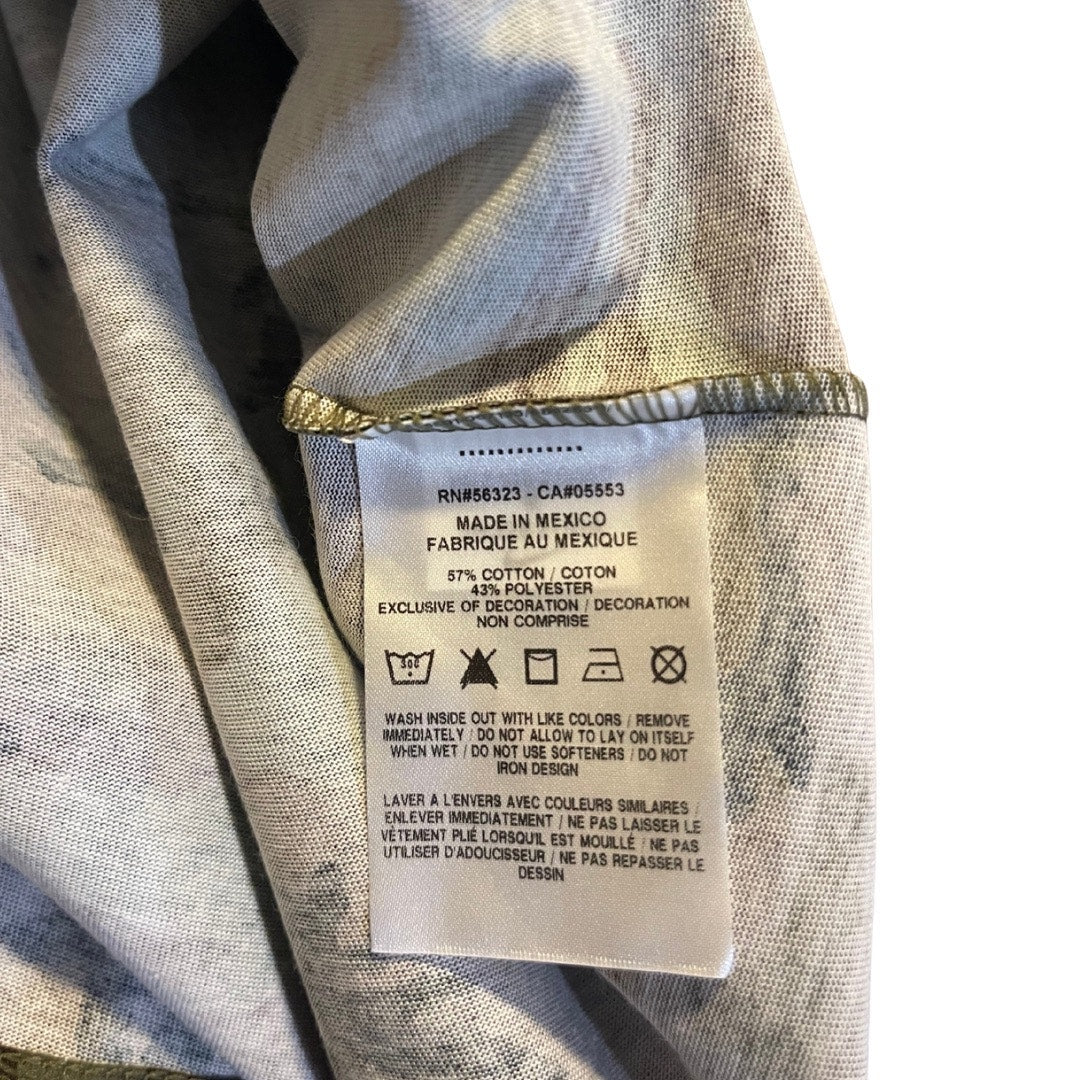 RN#56323 - CA#05553
MADE IN MEXICO
FABRIQUE AU MEXIQUE
57% COTTON / COTON
43% POLYESTER
EXCLUSIVE OF DECORATION / DECORATION
NON COMPRISE
30C
WASH INSIDE OUT WITH LIKE COLORS / REMOVE
IMMEDIATELY / DO NOT ALLOW TO LAY ON ITSELF
WHEN WET / DO NOT USE SOFTENERS / DO NOT
IRON DESIGN
LAVER A L'ENVERS AVEC COULEURS SIMILAIRES /
ENLEVER IMMEDIATEMENT / NE PAS LAISSER LE
VÉTEMENT PLIÉ LORSQUIL EST MOUILLÉ / NE PAS
UTILISER D'ADOUCISSEUR / NE PAS REPASSER LE
DESSIN